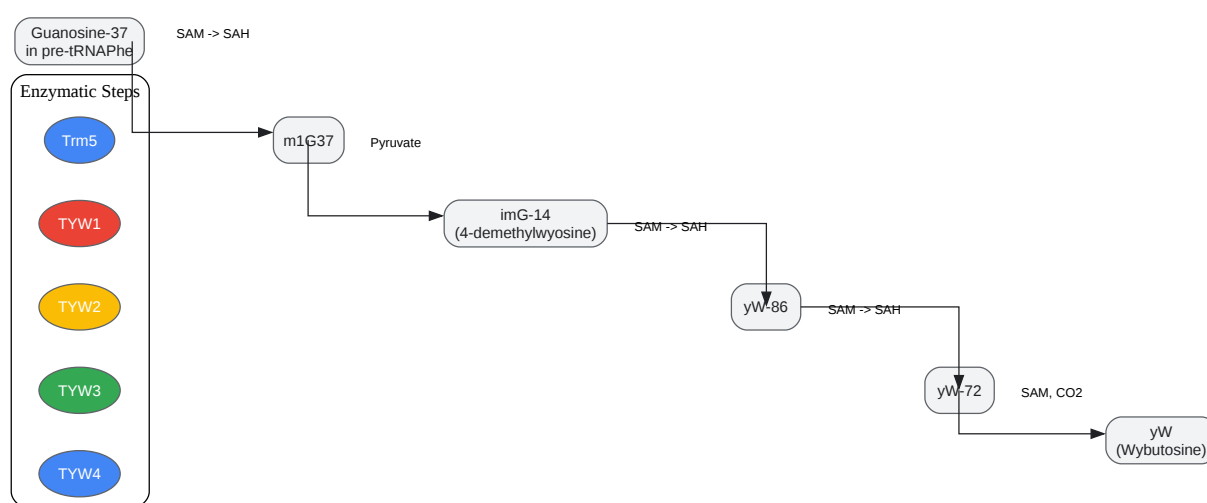 Guanosine-37
in pre-tRNAPhe
SAM -> SAH
Enzymatic Steps
Trm5
m1G37
Pyruvate
TYW1
imG-14
(4-demethylwyosine)
SAM -> SAH
TYW2
yW-86
SAM -> SAH
TYW3
yW-72
SAM, CO2
yW
(Wybutosine)
TYW4